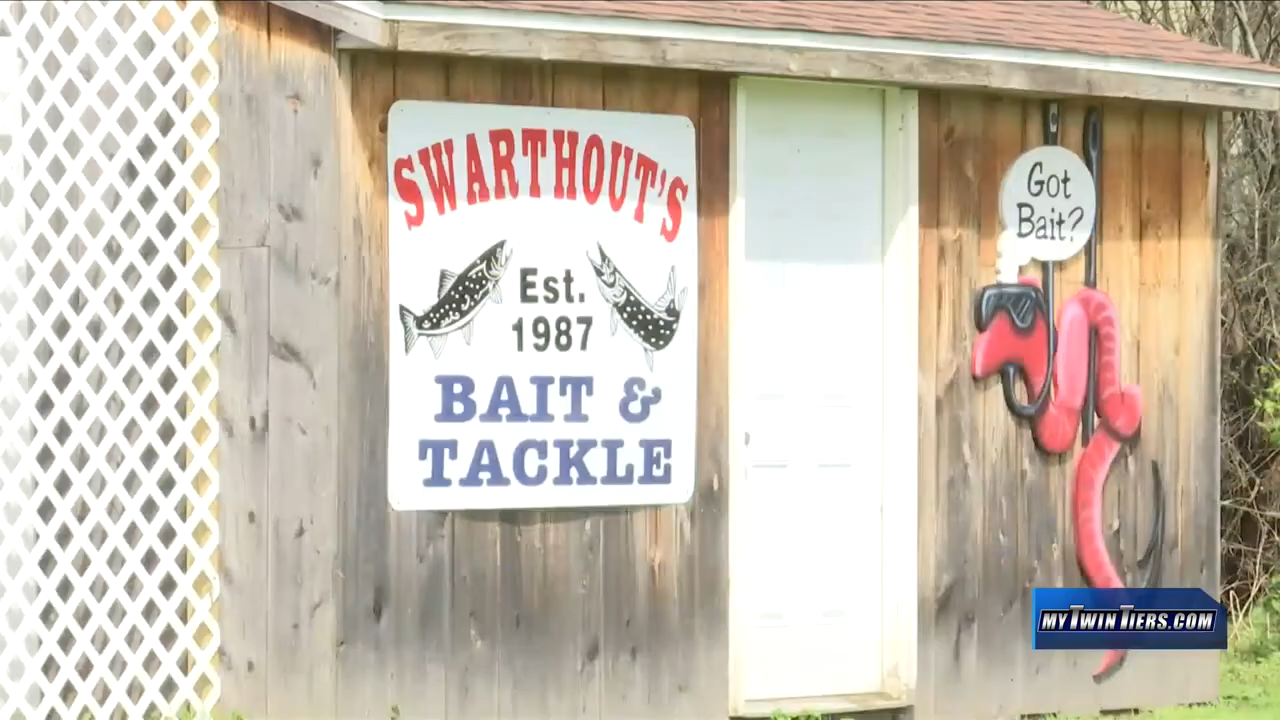 SWARTHOUT'S
Est.
1987
BAIT &
TACKLE
Got
Bait?
MYTWINTIERS.COM